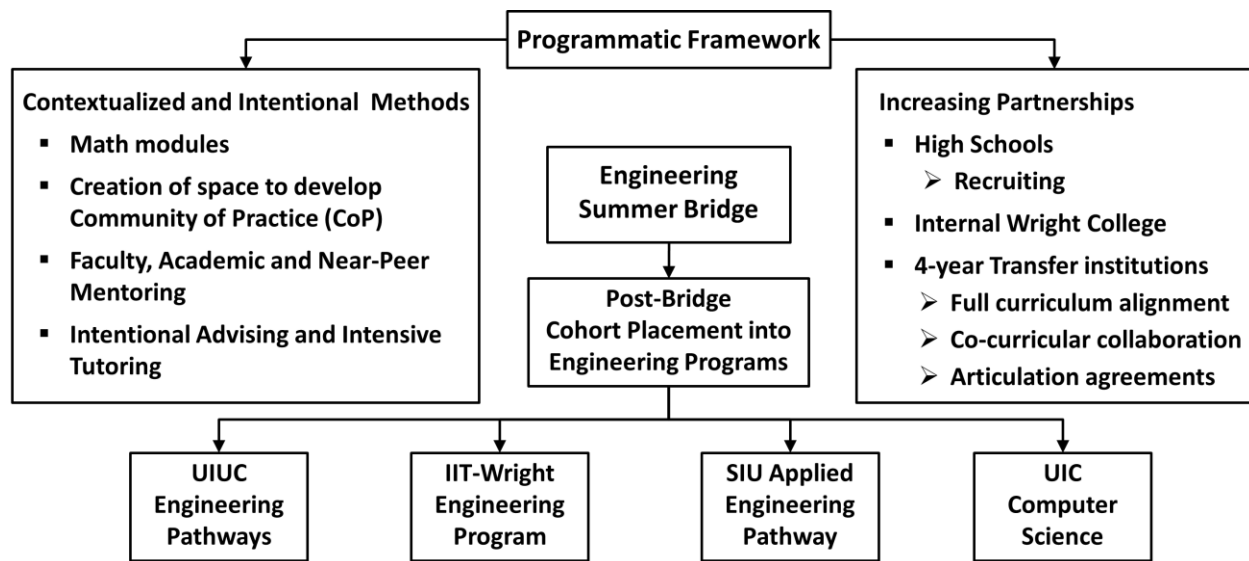 Programmatic Framework
Contextualized and Intentional Methods
▪ Math modules
▪ Creation of space to develop
Community of Practice (CoP)
▪ Faculty, Academic and Near-Peer
Mentoring
▪ Intentional Advising and Intensive
Tutoring
Engineering
Summer Bridge
Post-Bridge
Cohort Placement into
Engineering Programs
Increasing Partnerships
▪ High Schools
➢ Recruiting
▪ Internal Wright College
▪ 4-year Transfer institutions
➢ Full curriculum alignment
➢ Co-curricular collaboration
➢ Articulation agreements
UIUC
Engineering
Pathways
IIT-Wright
Engineering
Program
SIU Applied
Engineering
Pathway
UIC
Computer
Science